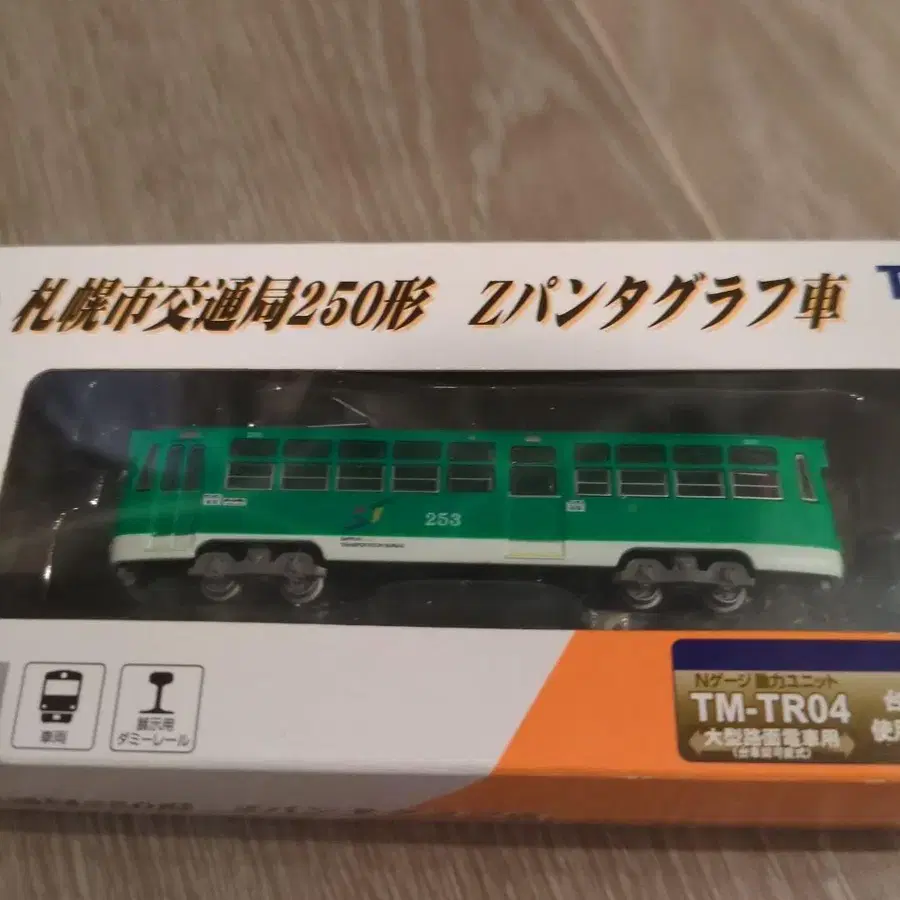 札幌市交通局250形 Zパンタグラフ車
253
車両
展示用
ダミーレール
Nゲージ動力ユニット
TM-TR04
大型路面電車用